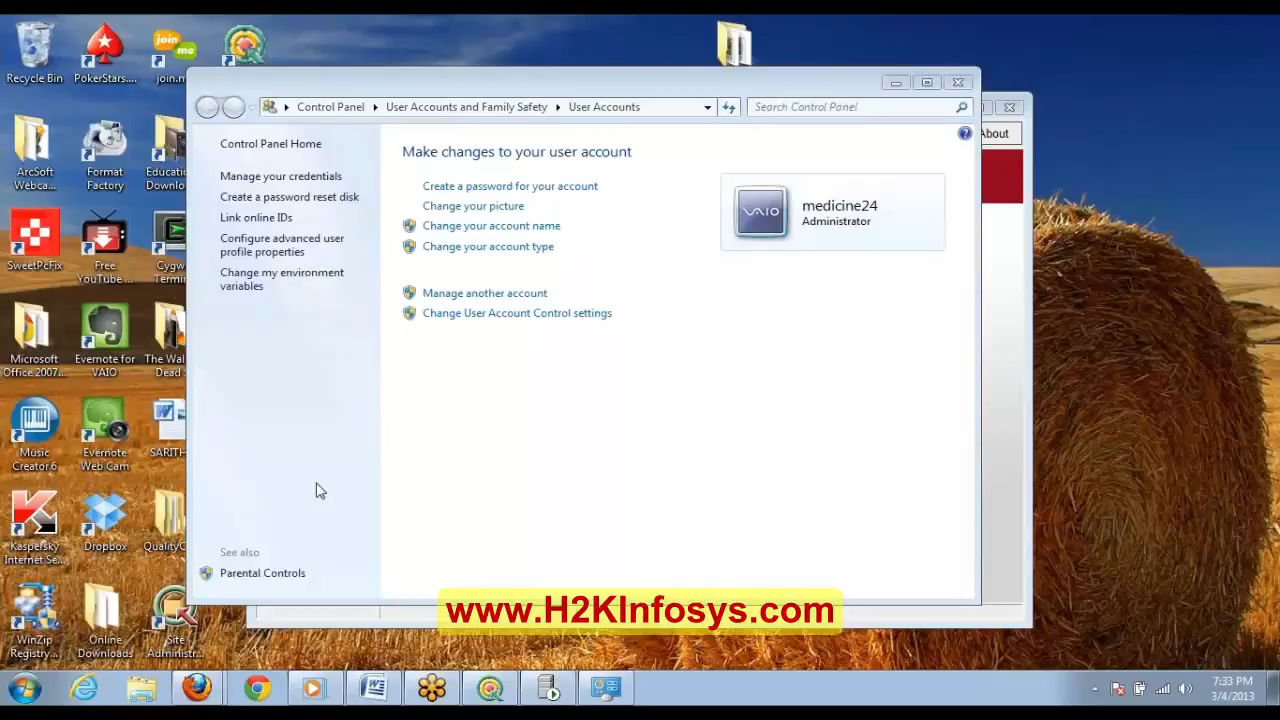 Recycle Bin
PokerStars....
join.m
ArcSoft
Webca...
Format
Factory
Educatio
Downlo
SweetPcFix
Free
YouTube ...
Cygw
Termi
Microsoft
Office 2007...
Evernote for
VAIO
The Wal
Dead
Music
Creator 6
Evernote
Web Cam
SARITH
Kaspersky
Internet Se...
Dropbox
QualityC
WinZip
Registry...
Online
Downloads
Site
Administr...
Control Panel
User Accounts and Family Safety
User Accounts
Search Control Panel
About
Control Panel Home
Manage your credentials
Create a password reset disk
Link online IDs
Configure advanced user
profile properties
Change my environment
variables
See also
Parental Controls
Make changes to your user account
Create a password for your account
Change your picture
Change your account name
Change your account type
Manage another account
Change User Account Control settings
VAIO
medicine24
Administrator
www.H2KInfosys.com
7:33 PM
3/4/2013